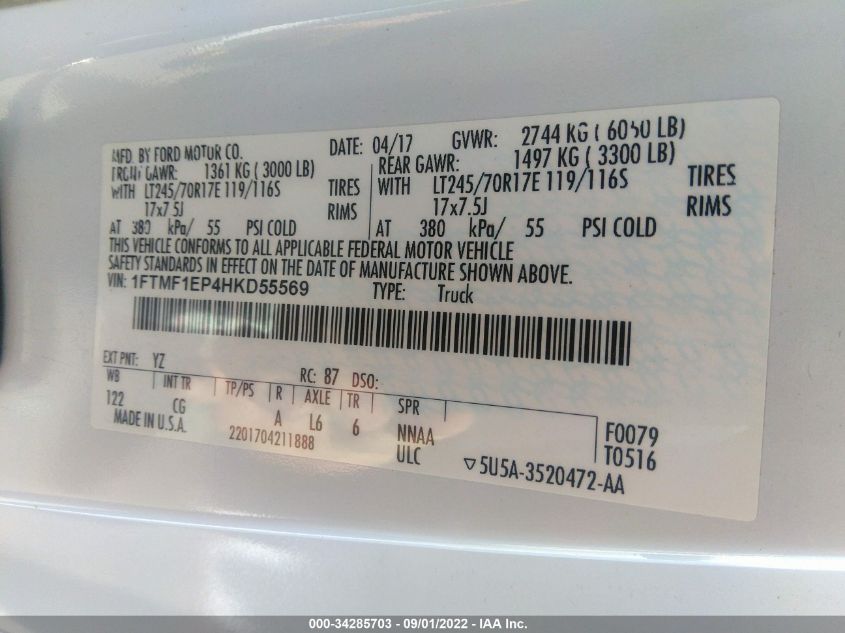 MFD. BY FORD MOTOR CO.
DATE: 04/17 GVWR: 2744 KG ( 6050 LB)
FRONT GAWR: 1361 KG ( 3000 LB)
REAR GAWR: 1497 KG ( 3300 LB)
WITH LT245/70R17E 119/116S TIRES
WITH LT245/70R17E 119/116S TIRES
17x7.5J RIMS
17x7.5J RIMS
AT 380 kPa/ 55 PSI COLD
AT 380 kPa/ 55 PSI COLD
THIS VEHICLE CONFORMS TO ALL APPLICABLE FEDERAL MOTOR VEHICLE
SAFETY STANDARDS IN EFFECT ON THE DATE OF MANUFACTURE SHOWN ABOVE.
VIN: 1FTMF1EP4HKD55569 TYPE: Truck
EXT PNT: YZ RC: 87 DSO:
WB INT TR TP/PS R AXLE TR SPR
122 CG A L6 6 NNAA F0079
MADE IN U.S.A. 2201704211888 ULC T0516
▽5U5A-3520472-AA
000-34285703 - 09/01/2022 - IAA Inc.